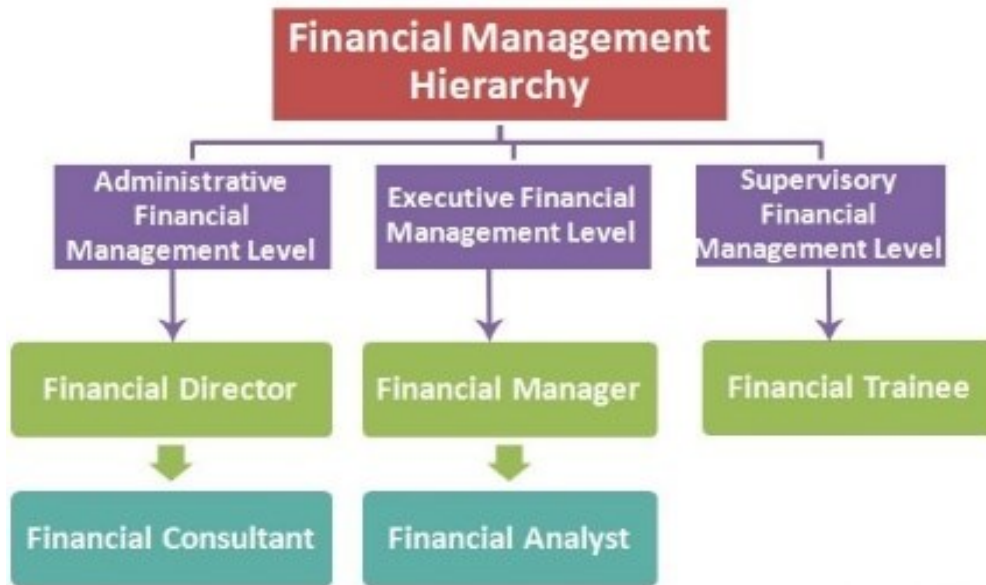 Financial Management
Hierarchy
Administrative
Financial
Management Level
Executive Financial
Management Level
Supervisory
Financial
Management Level
Financial Director
Financial Manager
Financial Trainee
Financial Consultant
Financial Analyst